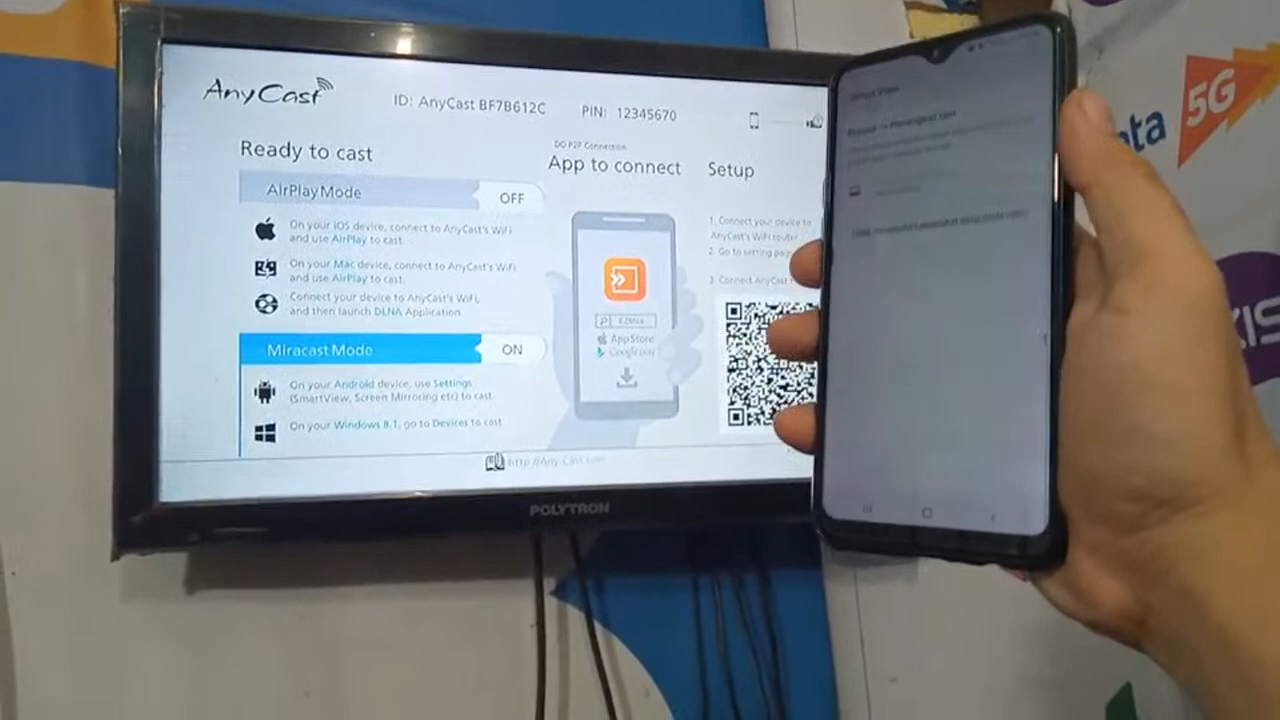 AnyCast
ID: AnyCast BF7B612C
PIN: 12345670
Ready to cast
DO P2P Connection
App to connect
Setup
AirPlay Mode
OFF
On your iOS device, connect to AnyCast's WiFi
and use AirPlay to cast.
On your Mac device, connect to AnyCast's WiFi
and use AirPlay to cast.
Connect your device to AnyCast's WiFi,
and then launch DLNA Application.
Miracast Mode
ON
On your Android device, use Settings
(SmartView, Screen Mirroring etc) to cast.
On your Windows 8.1, go to Devices to cast.
1. Connect your device to
AnyCast's WiFi router
2. Go to setting page
3. Connect AnyCast
App Store
http://Any-Cast.com
POLYTRON
5G